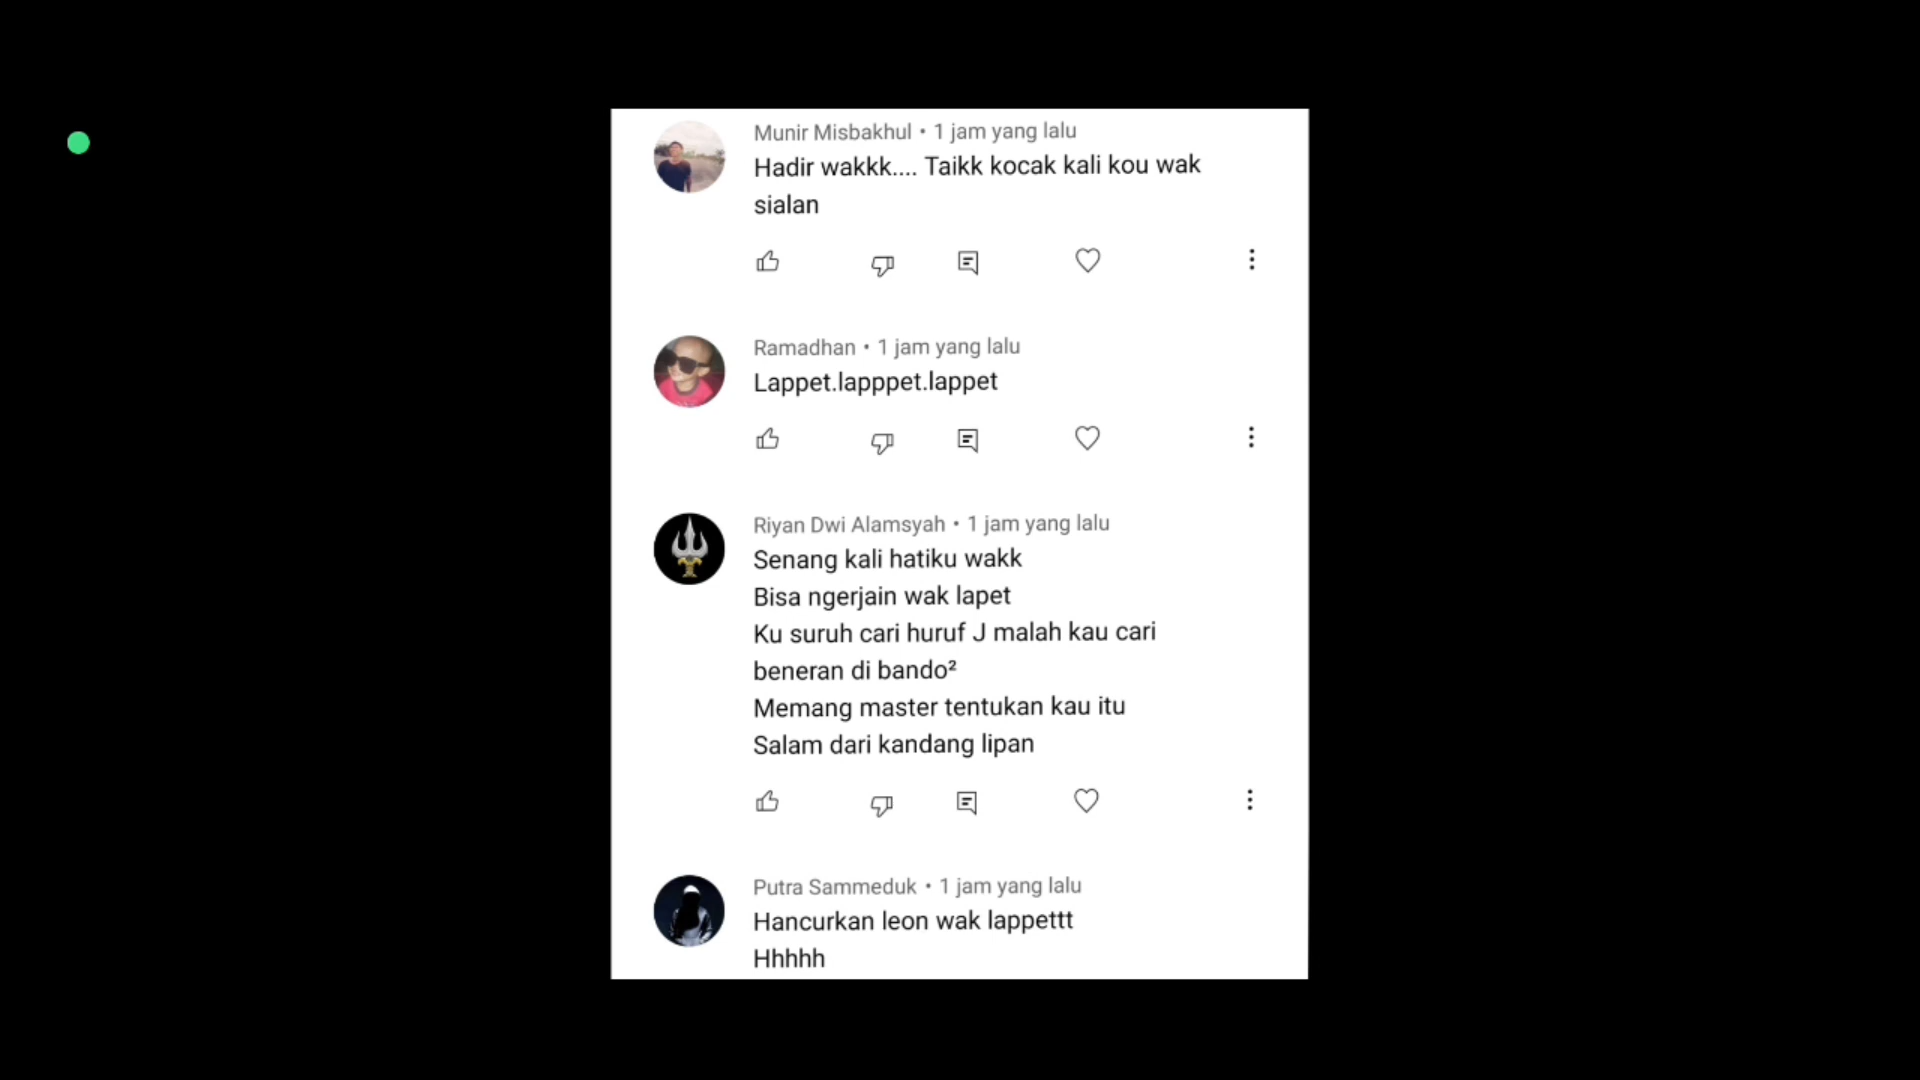 Munir Misbakhul • 1 jam yang lalu
Hadir wakkk.... Taikk kocak kali kou wak
sialan
Ramadhan • 1 jam yang lalu
Lappet.lapppet.lappet
Riyan Dwi Alamsyah • 1 jam yang lalu
Senang kali hatiku wakk
Bisa ngerjain wak lapet
Ku suruh cari huruf J malah kau cari
beneran di bando²
Memang master tentukan kau itu
Salam dari kandang lipan
Putra Sammeduk • 1 jam yang lalu
Hancurkan leon wak lappettt
Hhhhh